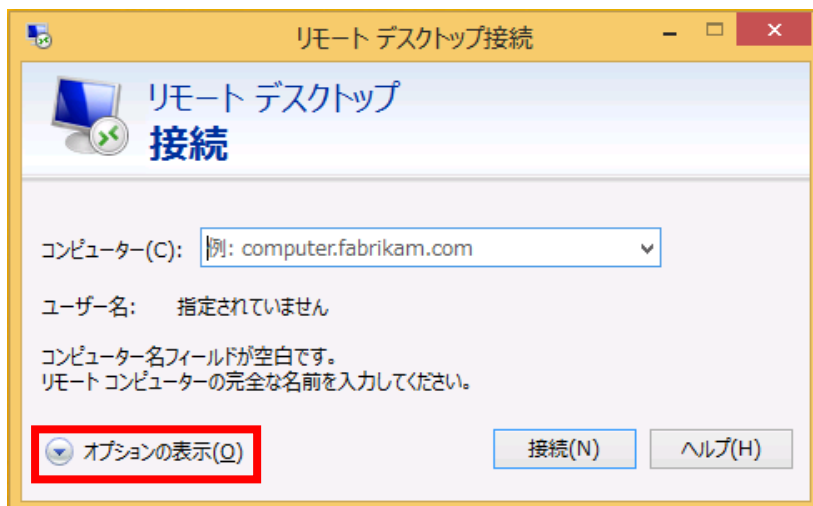 リモート デスクトップ接続
リモート デスクトップ
接続
コンピューター(C): 例: computer.fabrikam.com
ユーザー名: 指定されていません
コンピューター名フィールドが空白です。
リモート コンピューターの完全な名前を入力してください。
オプションの表示(O) 接続(N) ヘルプ(H)